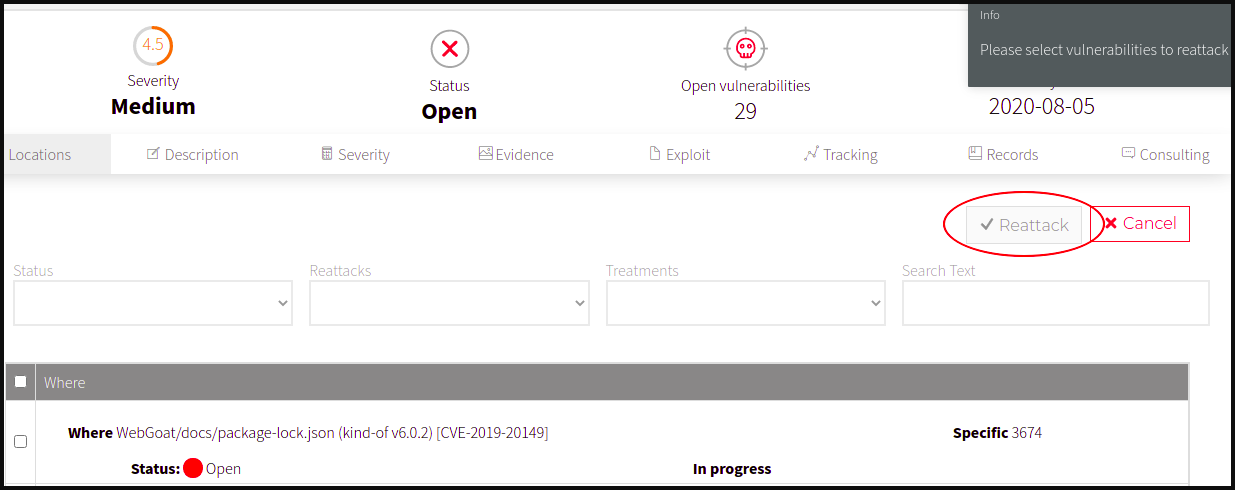 Info
Please select vulnerabilities to reattack
4.5
Severity
Medium
Status
Open
Open vulnerabilities
29
2020-08-05
Locations
Description
Severity
Evidence
Exploit
Tracking
Records
Consulting
Reattack
Cancel
Status
Reattacks
Treatments
Search Text
Where
Where WebGoat/docs/package-lock.json (kind-of v6.0.2) [CVE-2019-20149]
Specific 3674
Status: Open
In progress